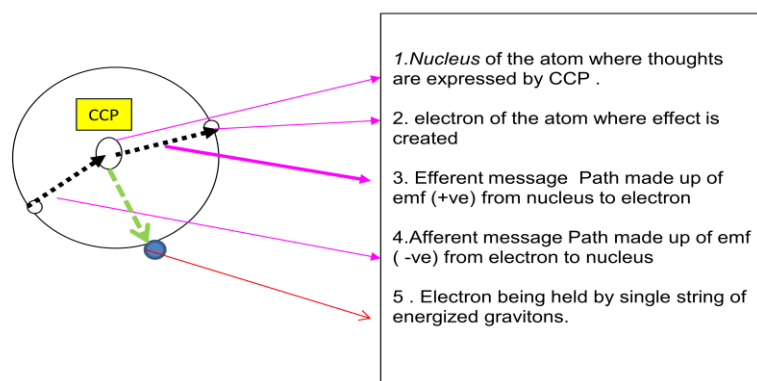 CCP
1.Nucleus of the atom where thoughts
are expressed by CCP .
2. electron of the atom where effect is
created
3. Efferent message Path made up of
emf (+ve) from nucleus to electron
4.Afferent message Path made up of emf
( -ve) from electron to nucleus
5 . Electron being held by single string of
energized gravitons.